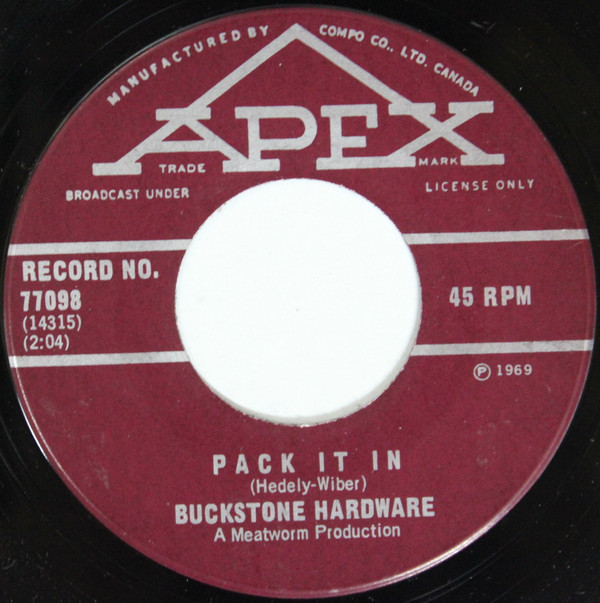 MANUFACTURED BY COMPO CO., LTD. CANADA
APEX
TRADE MARK
BROADCAST UNDER LICENSE ONLY
RECORD NO.
77098
(14315)
(2:04)
45 RPM
℗ 1969
PACK IT IN
(Hedely-Wiber)
BUCKSTONE HARDWARE
A Meatworm Production